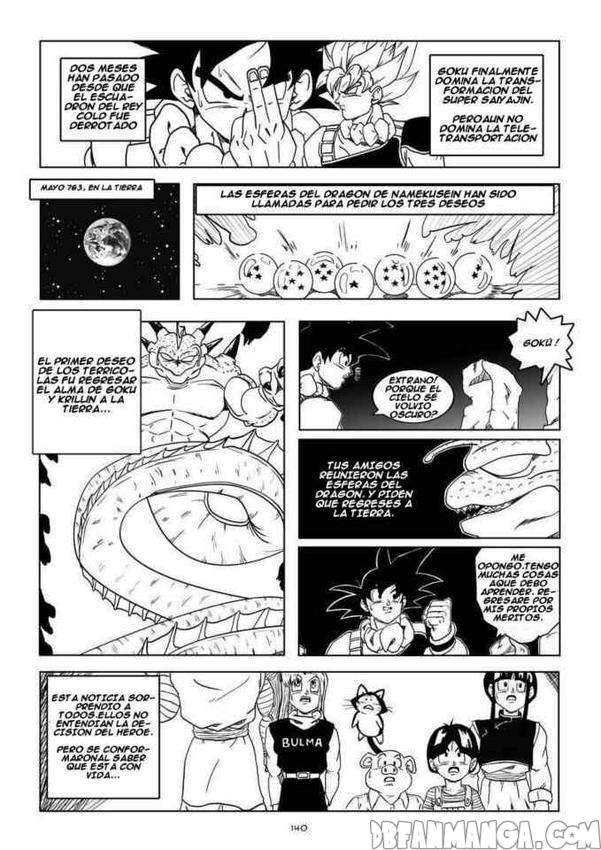 DOS MESES
HAN PASADO
DESDE QUE
EL ESCUA-
DRÓN DEL REY
COLD FUE
DERROTADO
GOKU FINALMENTE
DOMINA LA TRANS-
FORMACION DEL
SUPER SAIYAJIN.
PERO AUN NO
DOMINA LA TELE-
TRANSPORTACION
MAYO 763, EN LA TIERRA
LAS ESFERAS DEL DRAGON DE NAMEKUSEIN HAN SIDO
LLAMADAS PARA PEDIR LOS TRES DESEOS
EL PRIMER DESEO
DE LOS TERRICO-
LAS FU REGRESAR
EL ALMA DE GOKU
Y KRILLIN A LA
TIERRA...
GOKÚ !
EXTRANO!
PORQUE EL
CIELO SE
VOLVIO
OSCURO?
TUS AMIGOS
REUNIERON LAS
ESFERAS DEL
DRAGON. Y PIDEN
QUE REGRESES A
LA TIERRA.
ME
OPONGO.TENGO
MUCHAS COSAS
AQUE DEBO
APRENDER. RE-
GRESARE POR
MIS PROPIOS
MERITOS.
ESTA NOTICIA SOR-
PRENDIO A
TODOS.ELLOS NO
ENTENDIAN LA DE-
CISION DEL HEROE.
PERO SE CONFOR-
MARONAL SABER
QUE ESTÁ CON
VIDA...
BULMA
140
DBFANMANGA.COM